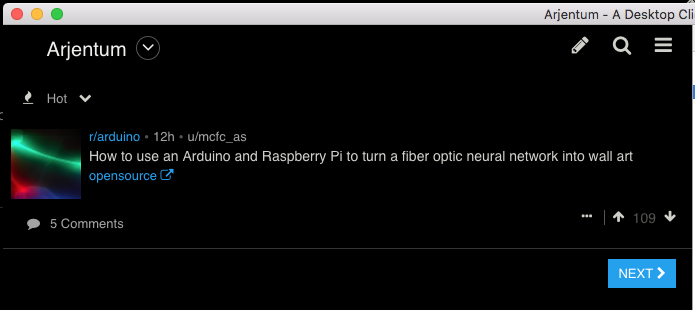 Arjentum - A Desktop Cli
Arjentum
Hot
r/arduino • 12h • u/mcfc_as
How to use an Arduino and Raspberry Pi to turn a fiber optic neural network into wall art
opensource
5 Comments
109
NEXT